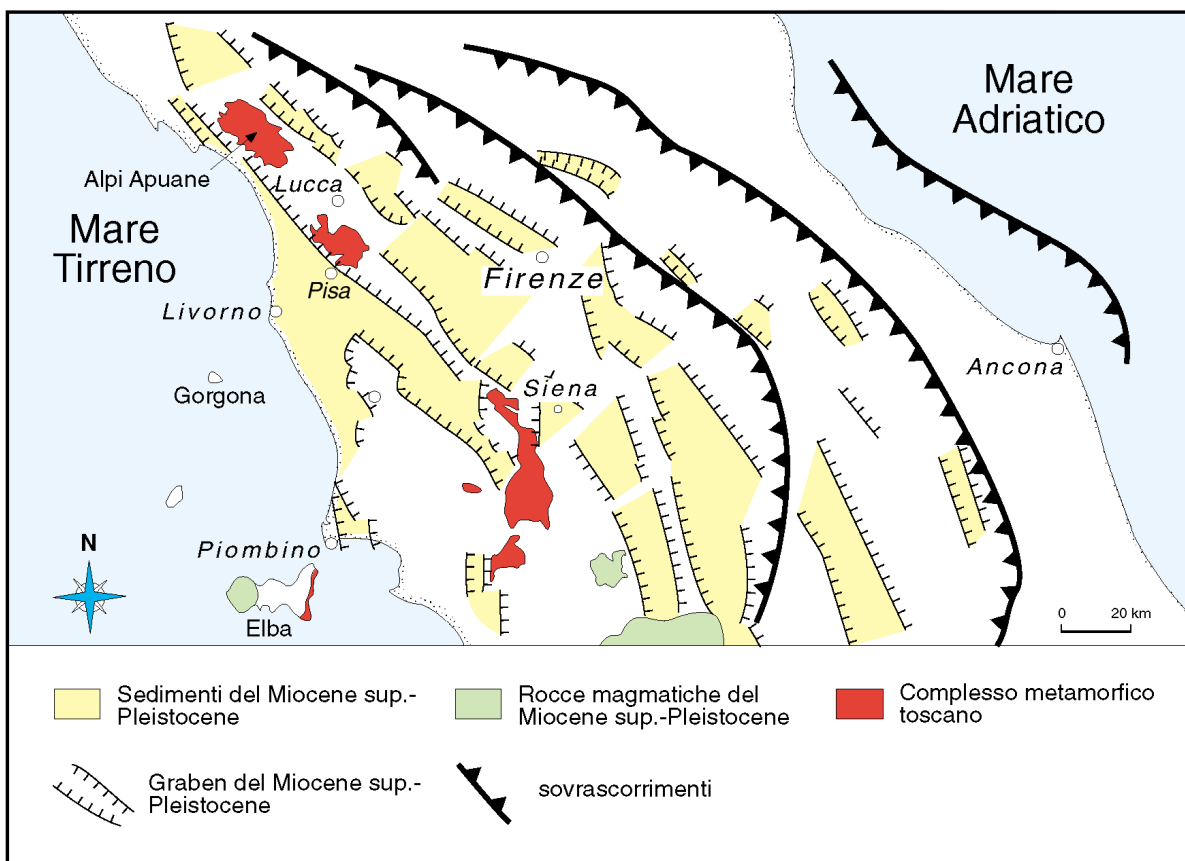 Mare
Adriatico
Alpi Apuane
Lucca
Mare
Tirreno
Firenze
Pisa
Livorno
Ancona
Siena
Gorgona
N
Piombino
0 20 km
Elba
Sedimenti del Miocene sup.-
Pleistocene
Rocce magmatiche del
Miocene sup.-Pleistocene
Complesso metamorfico
toscano
Graben del Miocene sup.-
Pleistocene
sovrascorrimenti